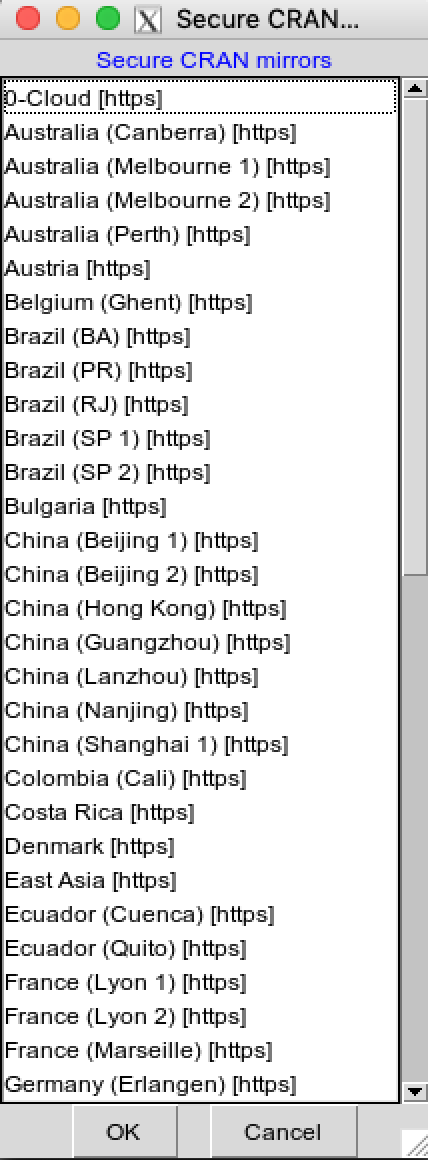 Secure CRAN...
Secure CRAN mirrors
0-Cloud [https]
Australia (Canberra) [https]
Australia (Melbourne 1) [https]
Australia (Melbourne 2) [https]
Australia (Perth) [https]
Austria [https]
Belgium (Ghent) [https]
Brazil (BA) [https]
Brazil (PR) [https]
Brazil (RJ) [https]
Brazil (SP 1) [https]
Brazil (SP 2) [https]
Bulgaria [https]
China (Beijing 1) [https]
China (Beijing 2) [https]
China (Hong Kong) [https]
China (Guangzhou) [https]
China (Lanzhou) [https]
China (Nanjing) [https]
China (Shanghai 1) [https]
Colombia (Cali) [https]
Costa Rica [https]
Denmark [https]
East Asia [https]
Ecuador (Cuenca) [https]
Ecuador (Quito) [https]
France (Lyon 1) [https]
France (Lyon 2) [https]
France (Marseille) [https]
Germany (Erlangen) [https]
OK Cancel